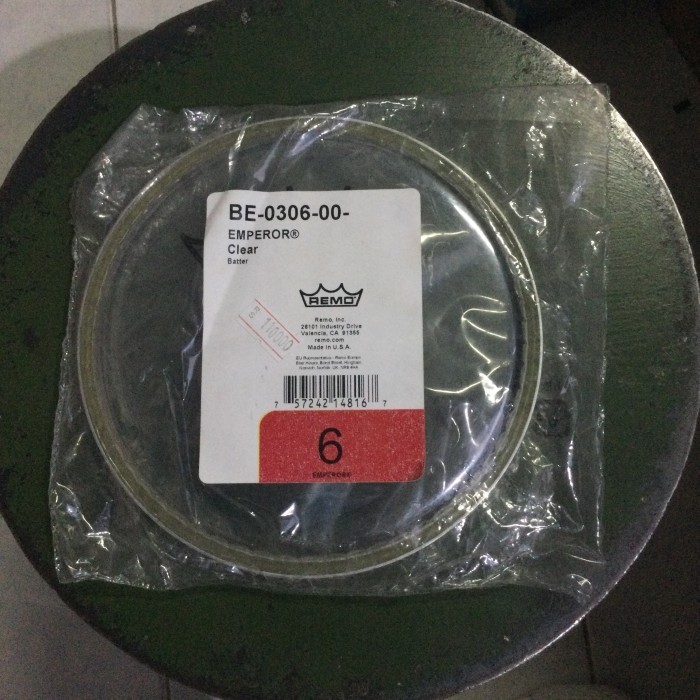 BE-0306-00-
EMPEROR®
Clear
Batter
REMO
Remo, Inc.
28101 Industry Drive
Valencia, CA 91355
remo.com
Made in U.S.A.
110000
7 57242 14816 7
6
EMPEROR®